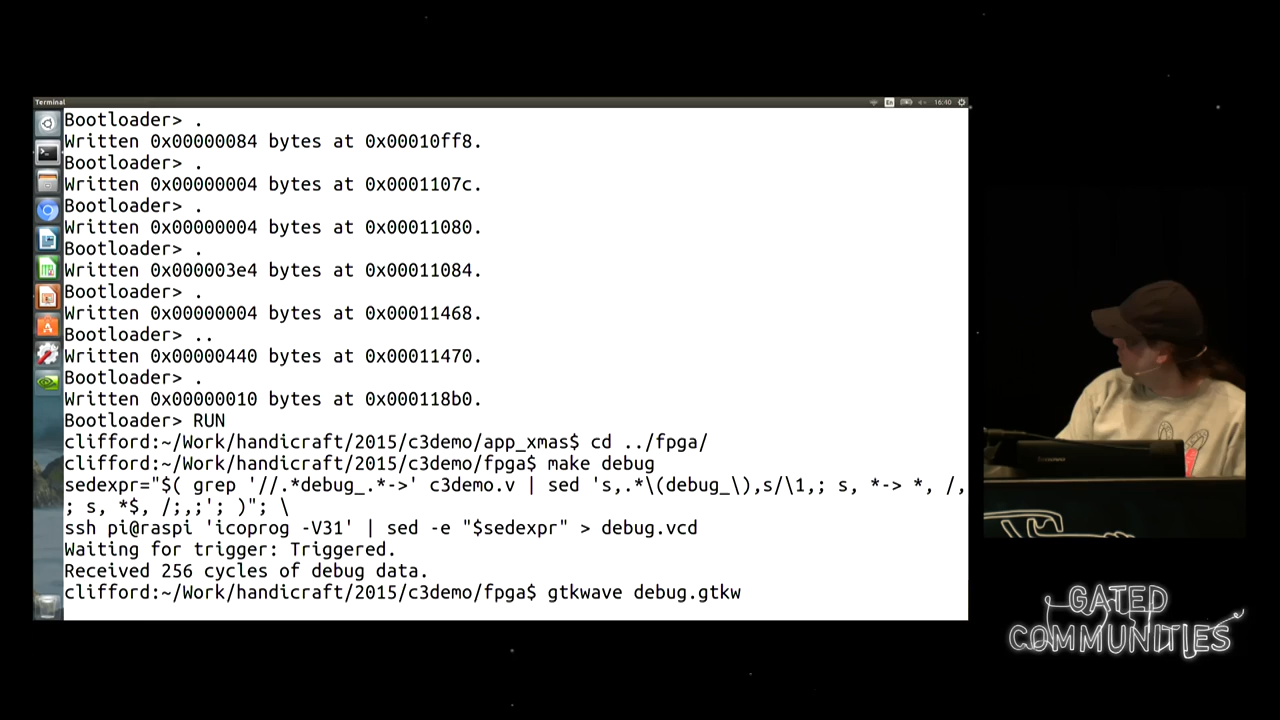 Terminal
En
16:40
Bootloader> .
Written 0x00000084 bytes at 0x00010ff8.
Bootloader> .
Written 0x00000004 bytes at 0x0001107c.
Bootloader> .
Written 0x00000004 bytes at 0x00011080.
Bootloader> .
Written 0x000003e4 bytes at 0x00011084.
Bootloader> .
Written 0x00000004 bytes at 0x00011468.
Bootloader> ..
Written 0x00000440 bytes at 0x00011470.
Bootloader> .
Written 0x00000010 bytes at 0x000118b0.
Bootloader> RUN
clifford:~/Work/handicraft/2015/c3demo/app_xmas$ cd ../fpga/
clifford:~/Work/handicraft/2015/c3demo/fpga$ make debug
sedexpr="$( grep '//.*debug_.*->' c3demo.v | sed 's,.*\(debug_\),s/\1,; s, *-> *, /,
; s, *$, /;,;'; )"; \
ssh pi@raspi 'icoprog -V31' | sed -e "$sedexpr" > debug.vcd
Waiting for trigger: Triggered.
Received 256 cycles of debug data.
clifford:~/Work/handicraft/2015/c3demo/fpga$ gtkwave debug.gtkw
lenovo
GATED
COMMUNITIES